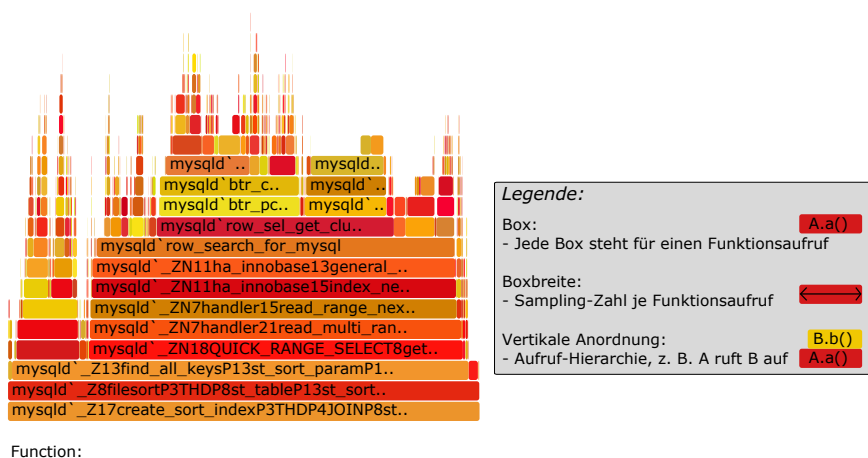 mysqld`..
mysqld..
mysqld`btr_c..
mysqld`..
mysqld`btr_pc..
mysqld`..
mysqld`row_sel_get_clu..
mysqld`row_search_for_mysql
mysqld`_ZN11ha_innobase13general_..
mysqld`_ZN11ha_innobase15index_ne..
mysqld`_ZN7handler15read_range_nex..
mysqld`_ZN7handler21read_multi_ran..
mysqld`_ZN18QUICK_RANGE_SELECT8get..
mysqld`_Z13find_all_keysP13st_sort_paramP1..
mysqld`_Z8filesortP3THDP8st_tableP13st_sort..
mysqld`_Z17create_sort_indexP3THDP4JOINP8st..
Function:
Legende:
Box:
A.a()
- Jede Box steht für einen Funktionsaufruf
Boxbreite:
- Sampling-Zahl je Funktionsaufruf
Vertikale Anordnung:
B.b()
- Aufruf-Hierarchie, z. B. A ruft B auf
A.a()